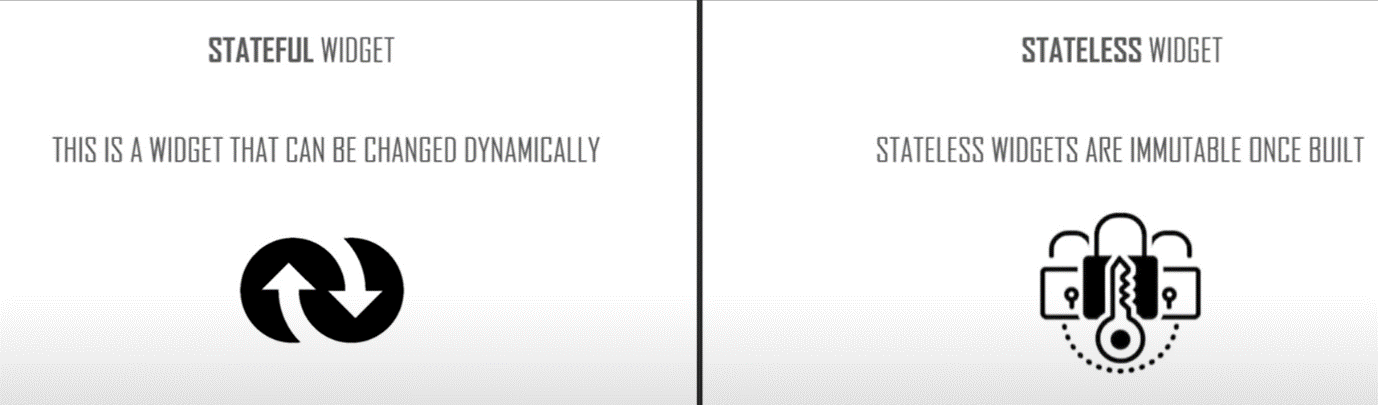 STATEFUL WIDGET
THIS IS A WIDGET THAT CAN BE CHANGED DYNAMICALLY
STATELESS WIDGET
STATELESS WIDGETS ARE IMMUTABLE ONCE BUILT